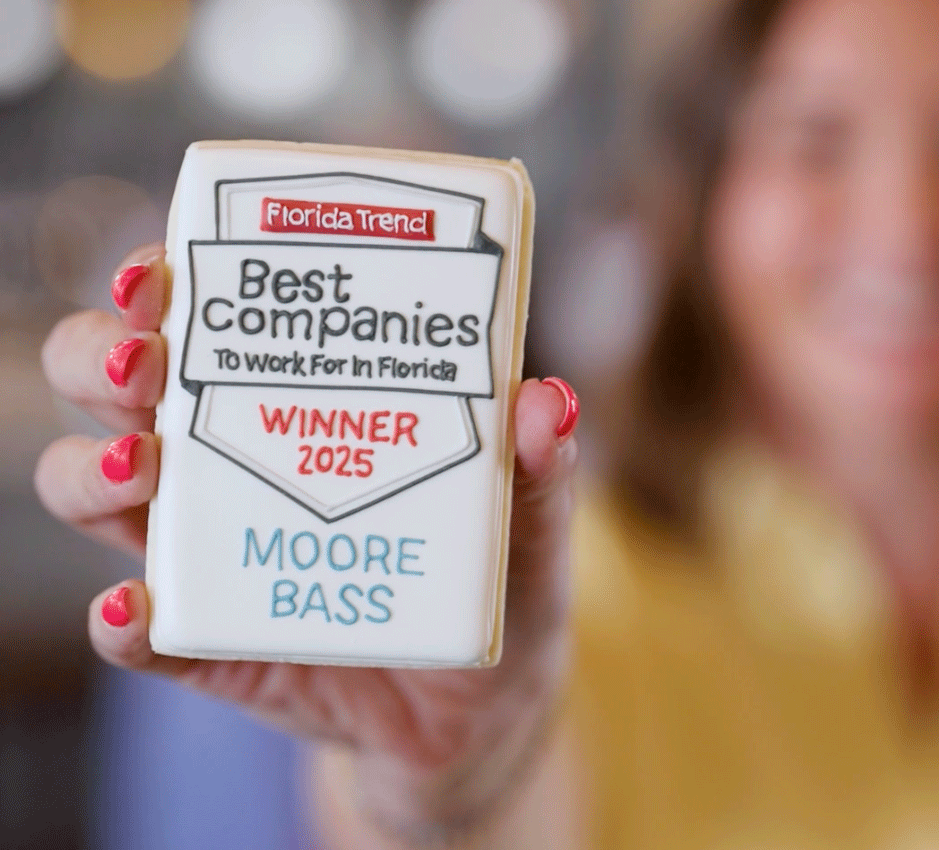 Florida Trend
Best
Companies
To Work For In Florida
WINNER
2025
MOORE
BASS